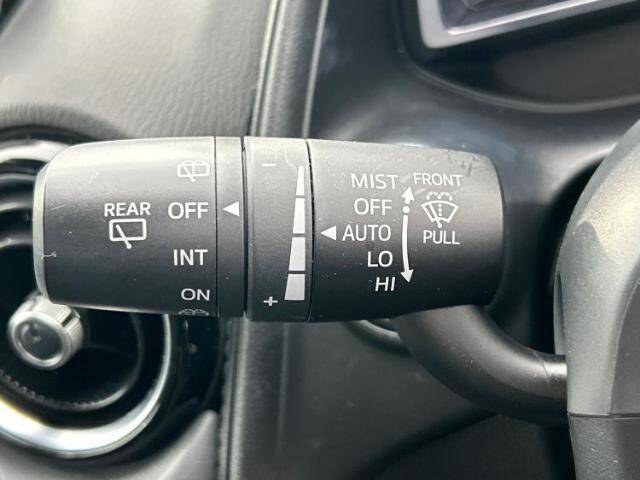 REAR
OFF
INT
ON
−
+
MIST
OFF
AUTO
LO
HI
FRONT
PULL